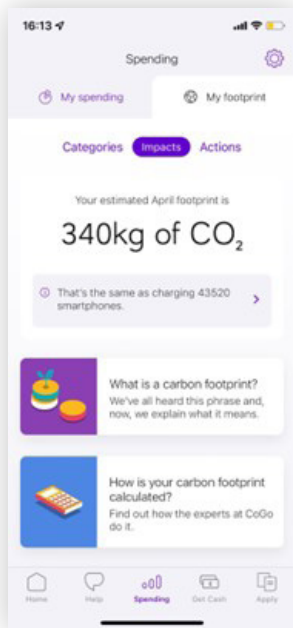 16:13
Spending
My spending
My footprint
Categories
Impacts
Actions
Your estimated April footprint is
340kg of CO₂
That's the same as charging 43520
smartphones.
What is a carbon footprint?
We've all heard this phrase and,
now, we explain what it means.
How is your carbon footprint
calculated?
Find out how the experts at CoGo
do it.
Home
Help
Spending
Get Cash
Apply